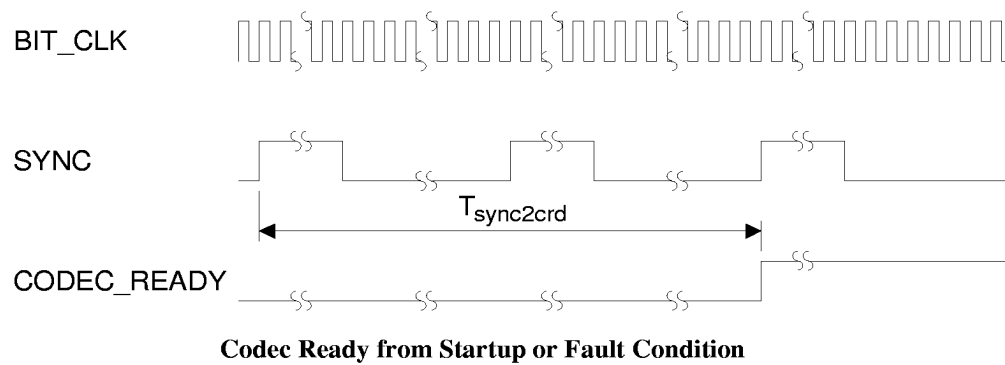 BIT_CLK
SYNC
Tsync2crd
CODEC_READY
Codec Ready from Startup or Fault Condition